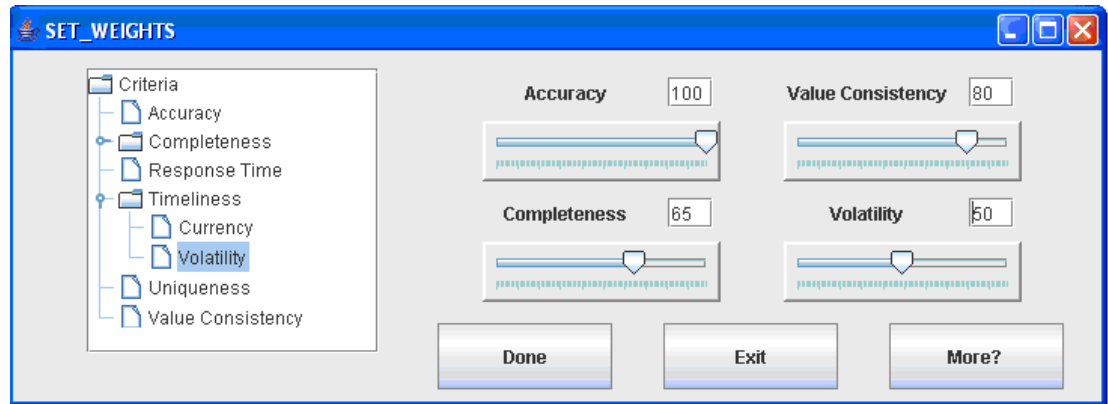 SET_WEIGHTS
Criteria
Accuracy
Completeness
Response Time
Timeliness
Currency
Volatility
Uniqueness
Value Consistency
Accuracy 100
Value Consistency 80
Completeness 65
Volatility 50
Done
Exit
More?